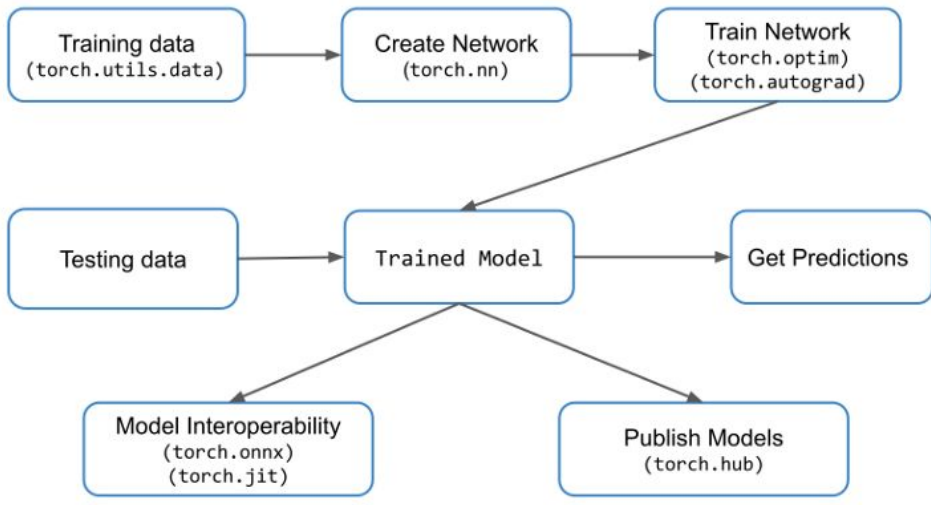 Training data
(torch.utils.data)
Create Network
(torch.nn)
Train Network
(torch.optim)
(torch.autograd)
Testing data
Trained Model
Get Predictions
Model Interoperability
(torch.onnx)
(torch.jit)
Publish Models
(torch.hub)